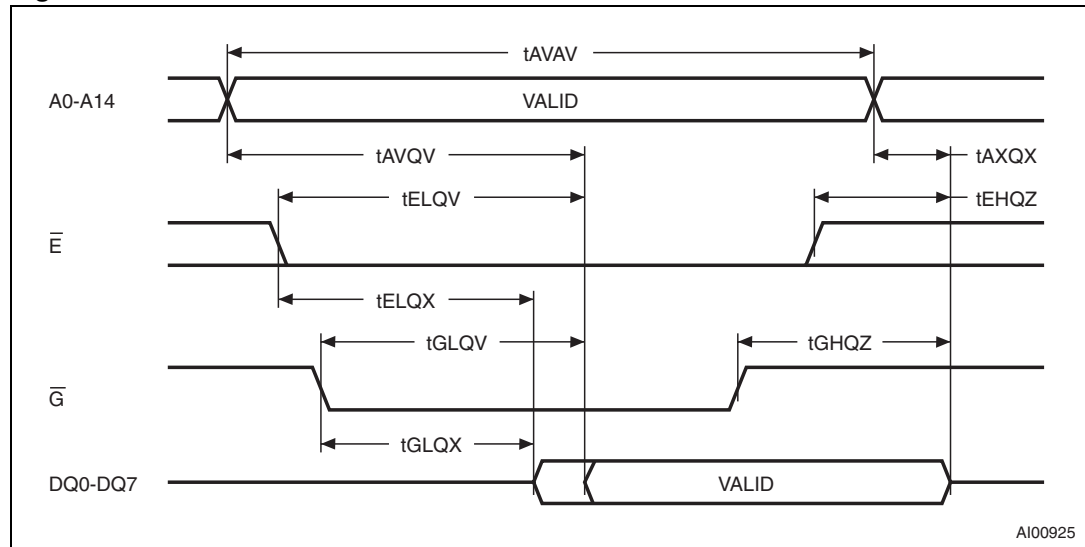 tAVAV
A0-A14
VALID
tAVQV
tAXQX
tELQV
tEHQZ
E̅
tELQX
tGLQV
tGHQZ
G̅
tGLQX
DQ0-DQ7
VALID
AI00925